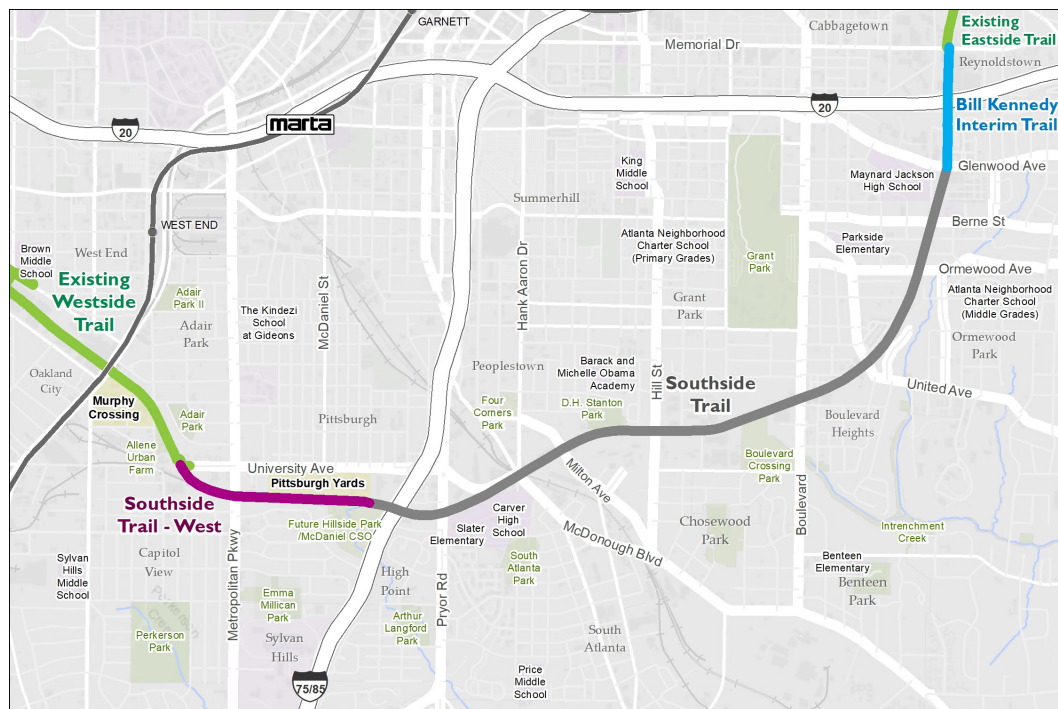 GARNETT
Cabbagetown
Existing
Eastside Trail
Memorial Dr
Reynoldstown
20
marta
20
Bill Kennedy
Interim Trail
King
Middle
School
Maynard Jackson
High School
Glenwood Ave
Summerhill
Berne St
WEST END
Brown
Middle
School
West End
Atlanta Neighborhood
Charter School
(Primary Grades)
Parkside
Elementary
Grant
Park
Ormewood Ave
Existing
Westside
Trail
Adair
Park II
Hank Aaron Dr
McDaniel St
Grant
Park
Atlanta Neighborhood
Charter School
(Middle Grades)
The Kindezi
School
at Gideons
Adair
Park
Ormewood
Park
Oakland
City
Peoplestown
Barack and
Michelle Obama
Academy
Hill St
Southside
Trail
United Ave
Murphy
Crossing
Adair
Park
Pittsburgh
Four
Corners
Park
D.H. Stanton
Park
Boulevard
Heights
Allene
Urban
Farm
University Ave
Pittsburgh Yards
Milton Ave
Boulevard
Crossing
Park
Boulevard
Southside
Trail - West
Future Hillside Park
/McDaniel CSO
Slater
Elementary
Carver
High
School
McDonough Blvd
Chosewood
Park
Intrenchment
Creek
Sylvan
Hills
Middle
School
Capitol
View
Metropolitan Pkwy
High
Point
Pryor Rd
South
Atlanta
Park
Benteen
Elementary
Benteen
Park
Emma
Millican
Park
Perkerson
Creek
Perkerson
Park
Sylvan
Hills
Arthur
Langford
Park
South
Atlanta
Price
Middle
School
75/85